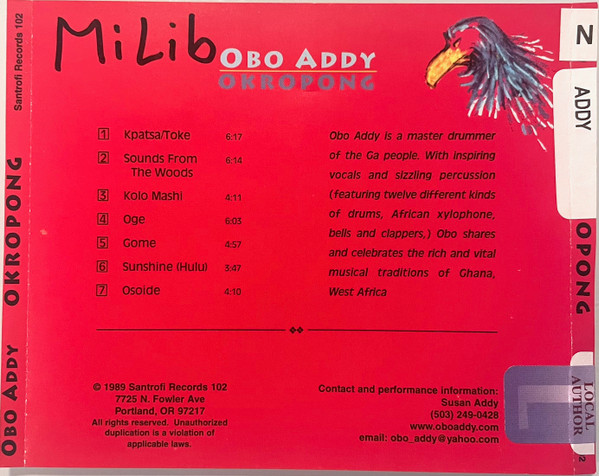 MiLib
OBO ADDY
OKROPONG
1 Kpatsa/Toke 6:17
2 Sounds From 6:14
The Woods
3 Kolo Mashi 4:11
4 Oge 6:03
5 Gome 4:57
6 Sunshine (Hulu) 3:47
7 Osoide 4:10
Obo Addy is a master drummer
of the Ga people. With inspiring
vocals and sizzling percussion
(featuring twelve different kinds
of drums, African xylophone,
bells and clappers,) Obo shares
and celebrates the rich and vital
musical traditions of Ghana,
West Africa
© 1989 Santrofi Records 102
7725 N. Fowler Ave
Portland, OR 97217
All rights reserved. Unauthorized
duplication is a violation of
applicable laws.
Contact and performance information:
Susan Addy
(503) 249-0428
www.oboaddy.com
email: obo_addy@yahoo.com
OBO ADDY OKROPONG Santrofi Records 102
N
ADDY
OPONG
L
LOCAL
AUTHOR
2